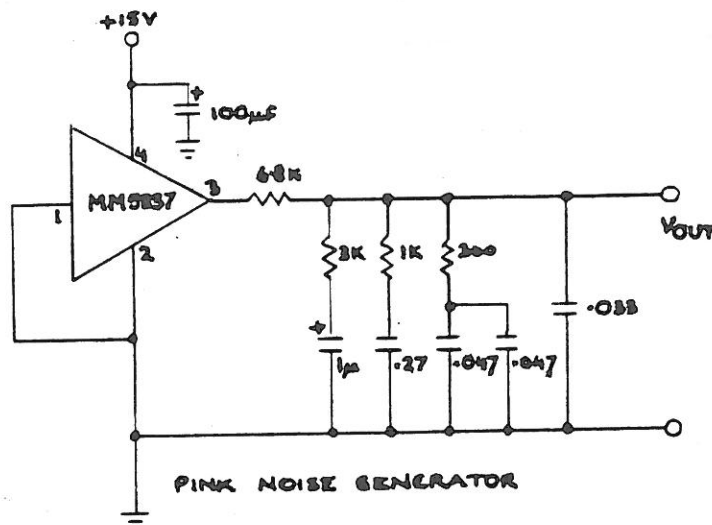 +15V
100µf
4
MM5837
3
6.8K
1
2
3K
1K
300
VOUT
+
1µ
.27
.047
.047
.033
PINK NOISE GENERATOR